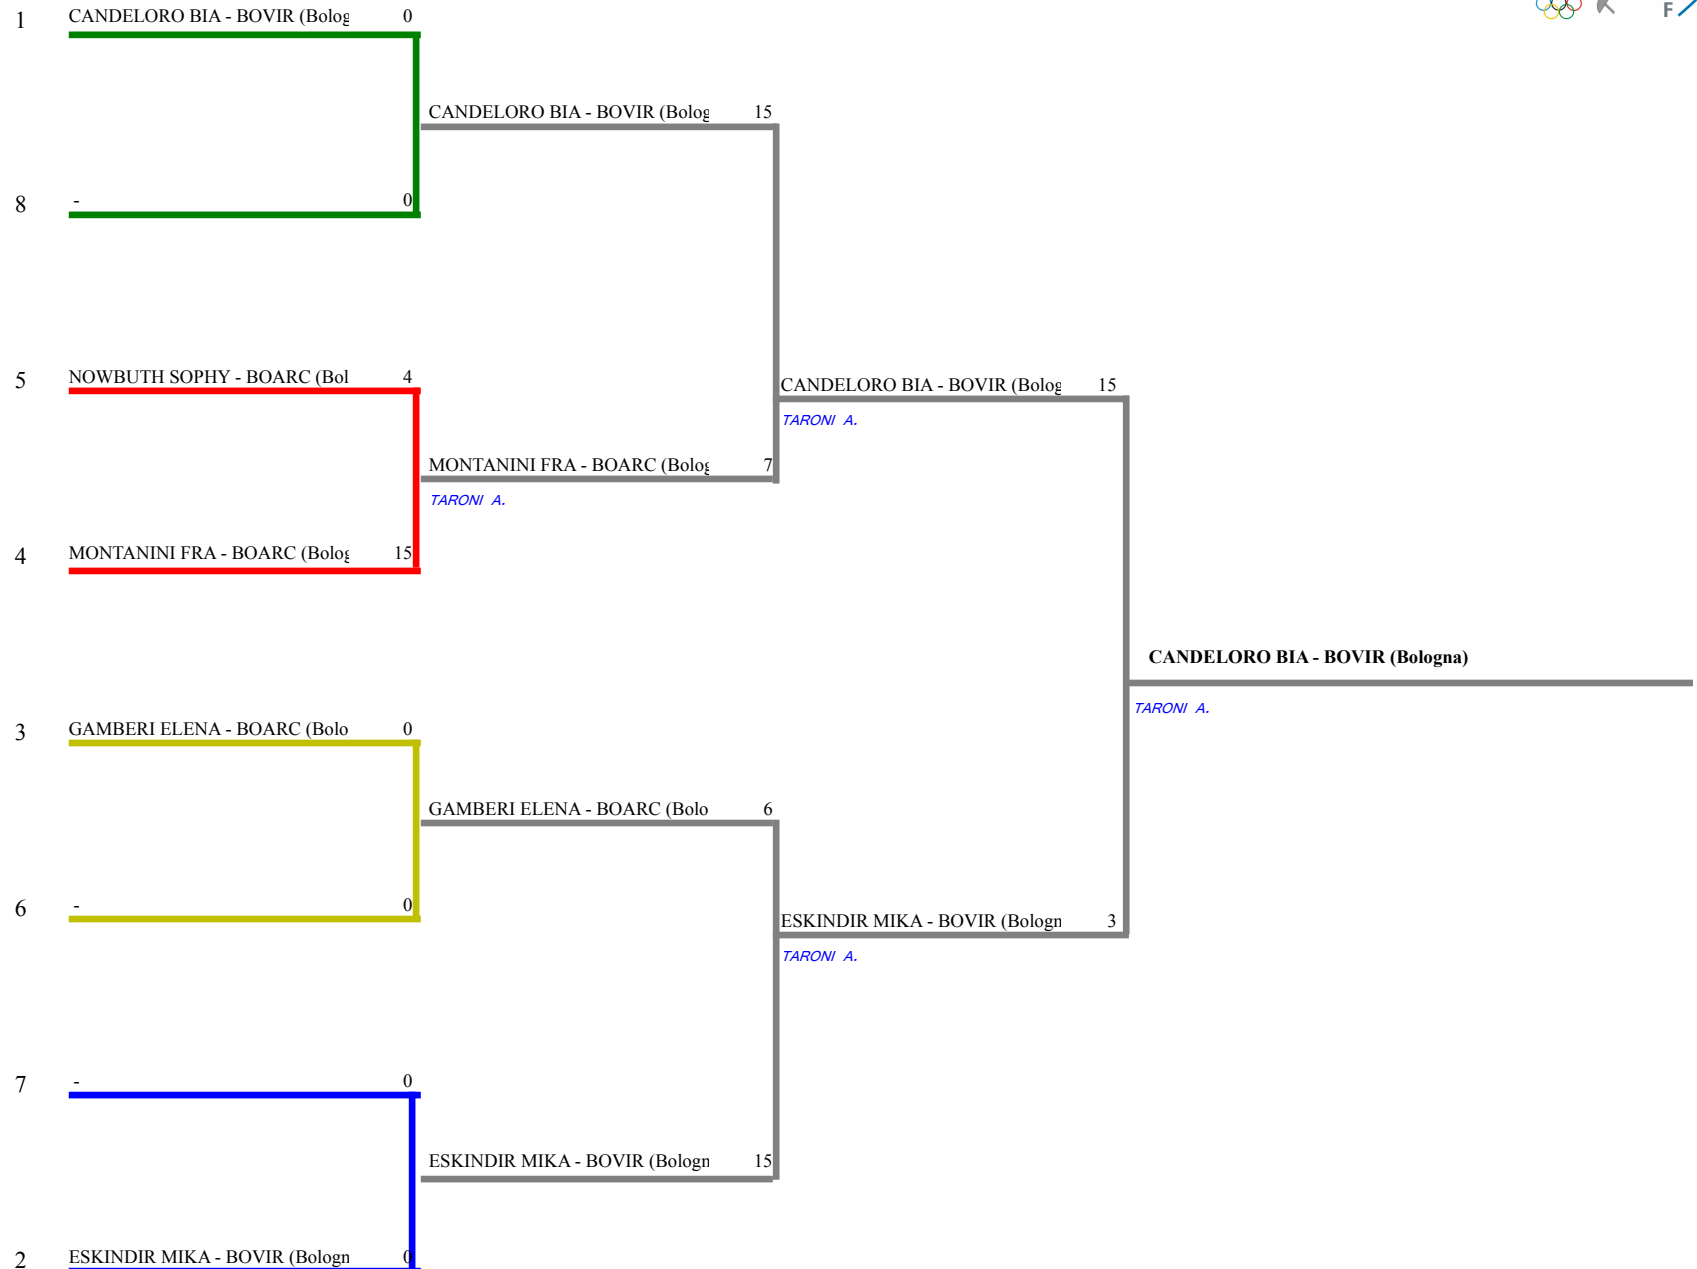 1 CANDELORO BIA - BOVIR (Bolog 0
F
CANDELORO BIA - BOVIR (Bolog 15
8 - 0
5 NOWBUTH SOPHY - BOARC (Bol 4
CANDELORO BIA - BOVIR (Bolog 15
TARONI A.
MONTANINI FRA - BOARC (Bolog 7
TARONI A.
4 MONTANINI FRA - BOARC (Bolog 15
CANDELORO BIA - BOVIR (Bologna)
TARONI A.
3 GAMBERI ELENA - BOARC (Bolo 0
GAMBERI ELENA - BOARC (Bolo 6
6 - 0
ESKINDIR MIKA - BOVIR (Bologn 3
TARONI A.
7 - 0
ESKINDIR MIKA - BOVIR (Bologn 15
2 ESKINDIR MIKA - BOVIR (Bologn 0